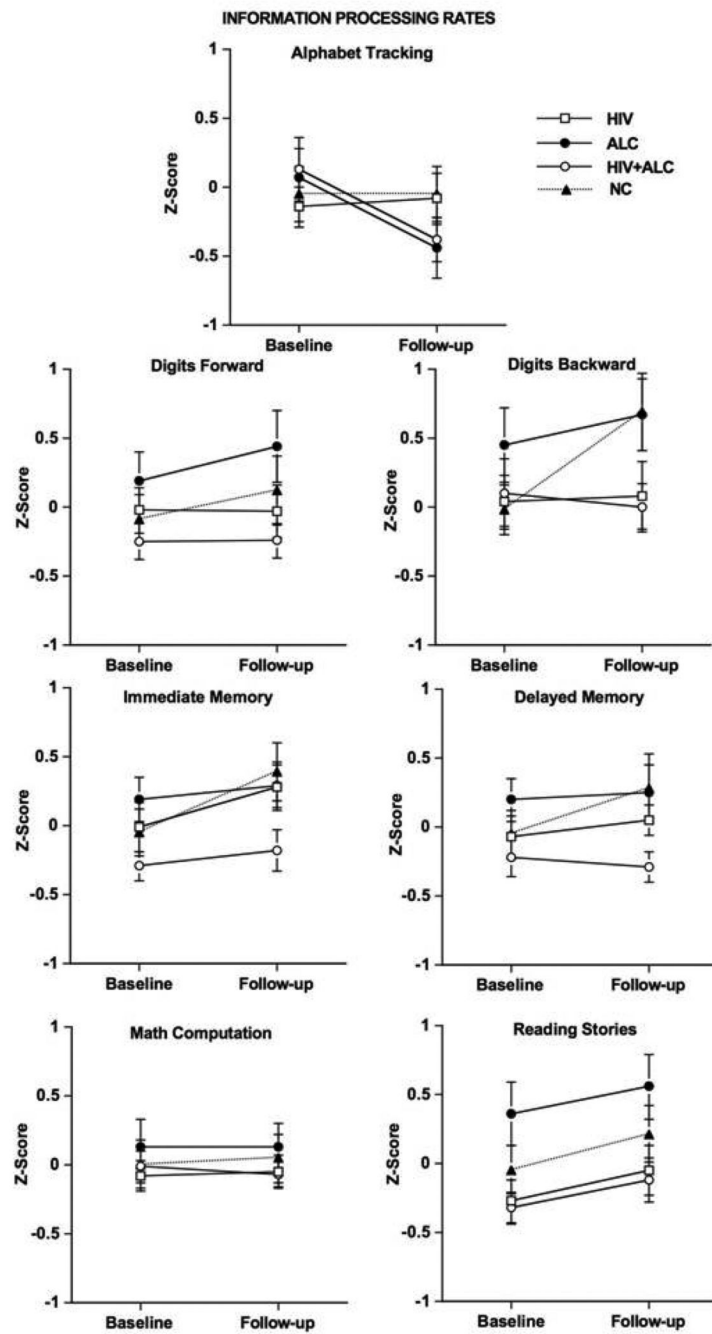 INFORMATION PROCESSING RATES
Alphabet Tracking
1
0.5
0
-0.5
-1
Z-Score
Baseline Follow-up
HIV
ALC
HIV+ALC
NC
Digits Forward
1
0.5
0
-0.5
-1
Z-Score
Baseline Follow-up
Digits Backward
1
0.5
0
-0.5
-1
Z-Score
Baseline Follow-up
Immediate Memory
1
0.5
0
-0.5
-1
Z-Score
Baseline Follow-up
Delayed Memory
1
0.5
0
-0.5
-1
Z-Score
Baseline Follow-up
Math Computation
1
0.5
0
-0.5
-1
Z-Score
Baseline Follow-up
Reading Stories
1
0.5
0
-0.5
-1
Z-Score
Baseline Follow-up